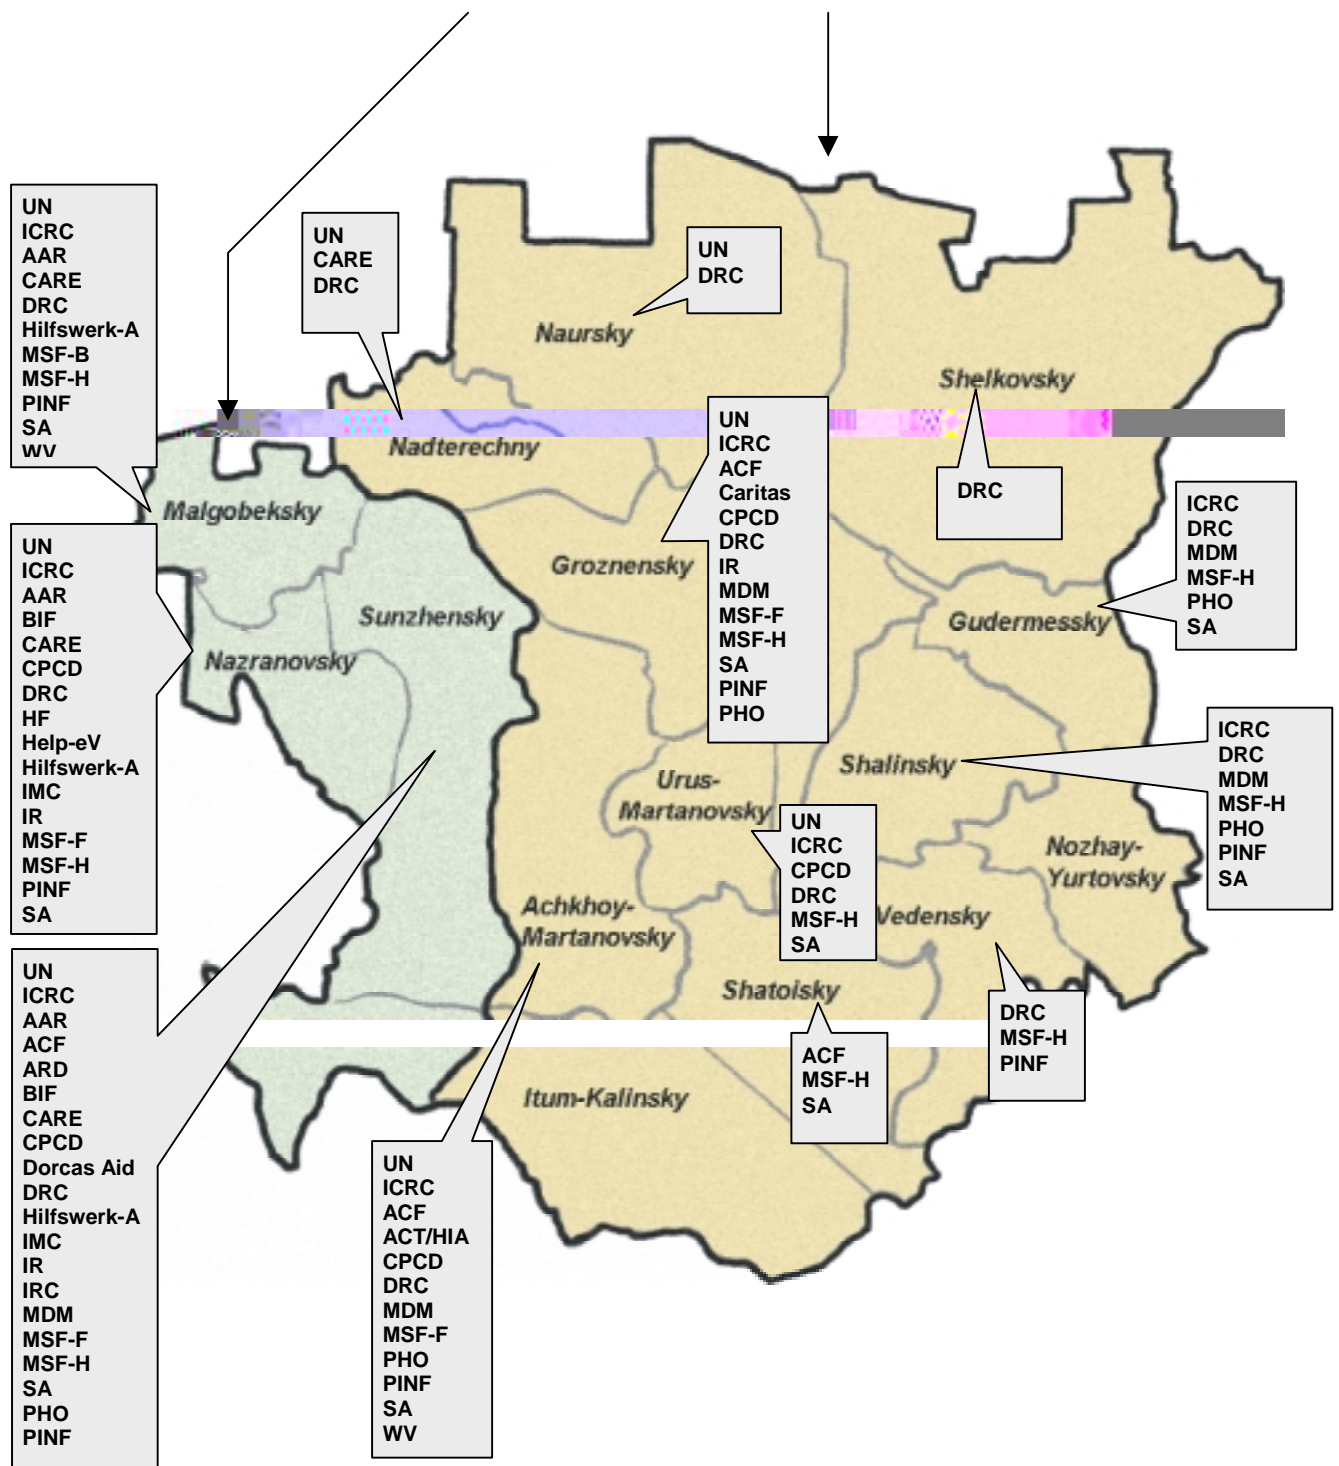 UN
ICRC
AAR
CARE
DRC
Hilfswerk-A
MSF-B
MSF-H
PINF
SA
WV
UN
CARE
DRC
UN
DRC
Naursky
Shelkovsky
Nadterechny
UN
ICRC
ACF
Caritas
CPCD
DRC
IR
MDM
MSF-F
MSF-H
SA
PINF
PHO
DRC
ICRC
DRC
MDM
MSF-H
PHO
SA
Malgobeksky
Groznensky
Sunzhensky
Gudermessky
Nazranovsky
UN
ICRC
AAR
BIF
CARE
CPCD
DRC
HF
Help-eV
Hilfswerk-A
IMC
IR
MSF-F
MSF-H
PINF
SA
Shalinsky
ICRC
DRC
MDM
MSF-H
PHO
PINF
SA
Urus-
Martanovsky
UN
ICRC
CPCD
DRC
MSF-H
SA
Nozhay-
Yurtovsky
Achkhoy-
Martanovsky
Vedensky
Shatoisky
DRC
MSF-H
PINF
ACF
MSF-H
SA
Itum-Kalinsky
UN
ICRC
AAR
ACF
ARD
BIF
CARE
CPCD
Dorcas Aid
DRC
Hilfswerk-A
IMC
IR
IRC
MDM
MSF-F
MSF-H
SA
PHO
PINF
UN
ICRC
ACF
ACT/HIA
CPCD
DRC
MDM
MSF-F
PHO
PINF
SA
WV